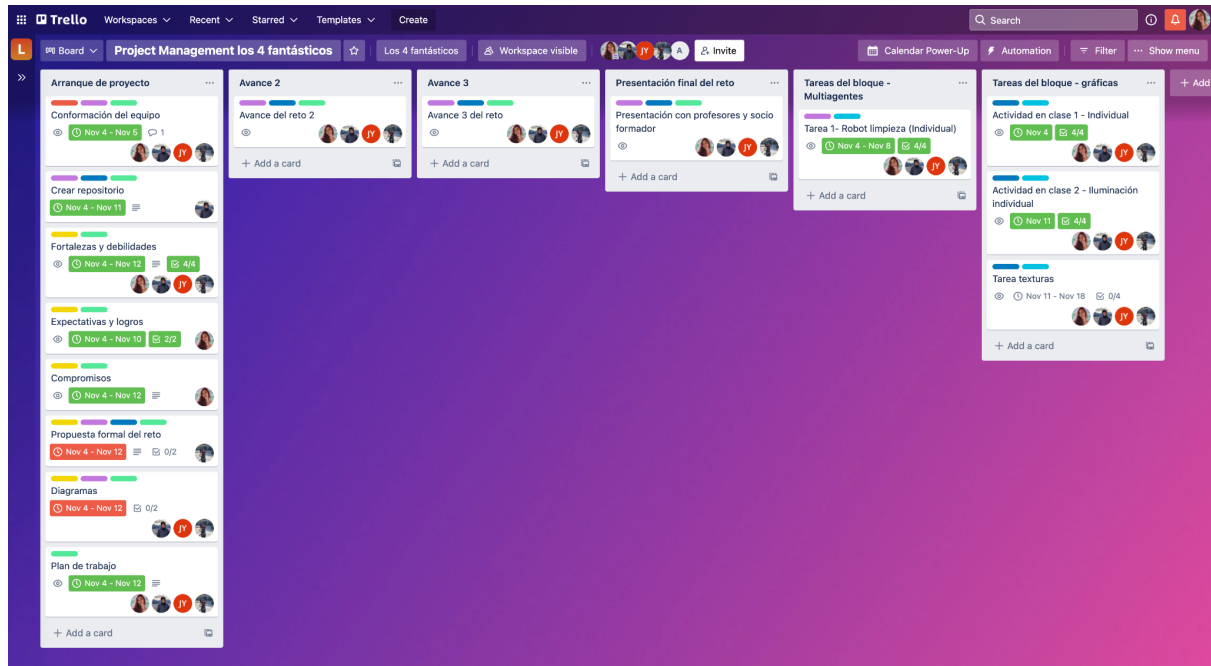 Trello Workspaces Recent Starred Templates Create Search
L Board Project Management los 4 fantásticos Los 4 fantásticos Workspace visible JY A Invite Calendar Power-Up Automation Filter ... Show menu
Arranque de proyecto ...
Conformación del equipo
Nov 4 - Nov 5 1
JY
Crear repositorio
Nov 4 - Nov 11
Fortalezas y debilidades
Nov 4 - Nov 12 4/4
JY
Expectativas y logros
Nov 4 - Nov 10 2/2
Compromisos
Nov 4 - Nov 12
Propuesta formal del reto
Nov 4 - Nov 12 0/2
Diagramas
Nov 4 - Nov 12 0/2
JY
Plan de trabajo
Nov 4 - Nov 12
JY
+ Add a card
Avance 2 ...
Avance del reto 2
JY
+ Add a card
Avance 3 ...
Avance 3 del reto
JY
+ Add a card
Presentación final del reto ...
Presentación con profesores y socio
formador
JY
+ Add a card
Tareas del bloque - ...
Multiagentes
Tarea 1- Robot limpieza (Individual)
Nov 4 - Nov 8 4/4
JY
+ Add a card
Tareas del bloque - gráficas ...
Actividad en clase 1 - Individual
Nov 4 4/4
JY
Actividad en clase 2 - Iluminación
individual
Nov 11 4/4
JY
Tarea texturas
Nov 11 - Nov 18 0/4
JY
+ Add a card
+ Add